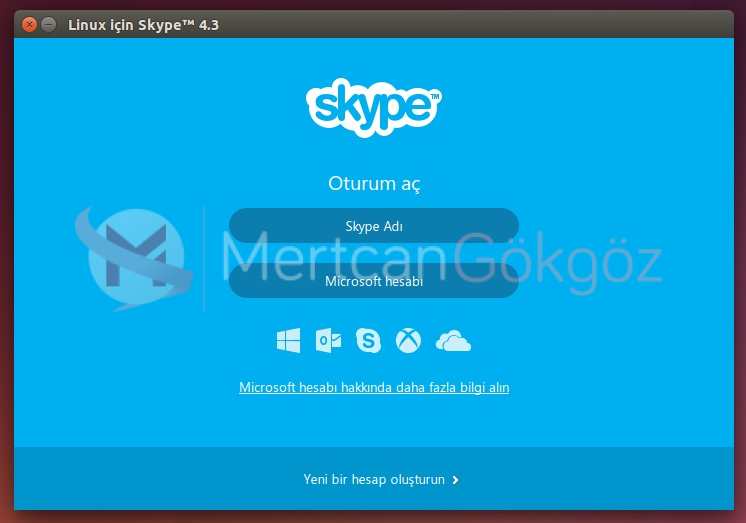 Linux için Skype™ 4.3
skype™
Oturum aç
Skype Adı
MertcanGökgöz
Microsoft hesabı
Microsoft hesabı hakkında daha fazla bilgi alın
Yeni bir hesap oluşturun